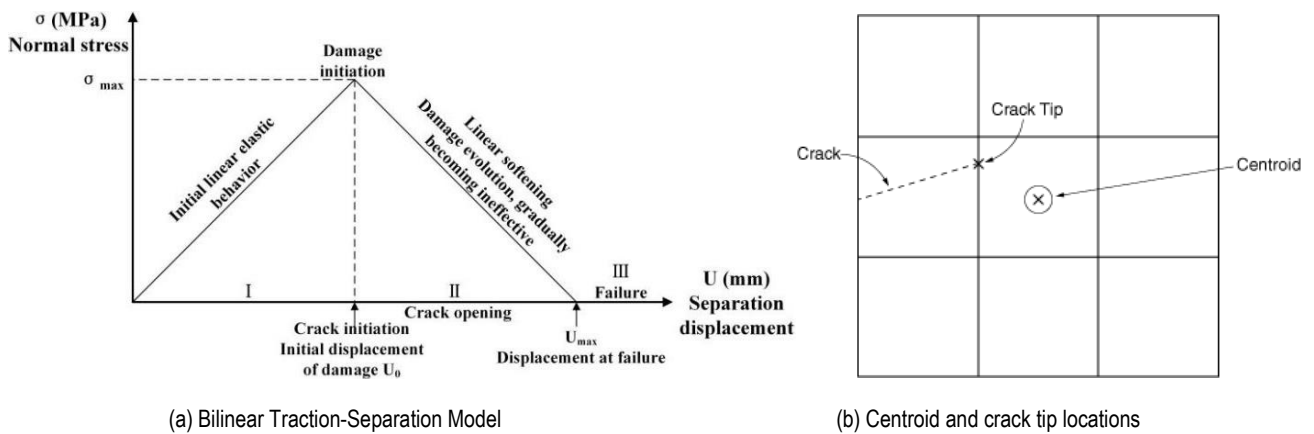 σ (MPa)
Normal stress
σ max
Damage
initiation
Initial linear elastic
behavior
Linear softening
Damage evolution, gradually
becoming ineffective
I
II
III
Failure
Crack opening
U (mm)
Separation
displacement
Crack initiation
Initial displacement
of damage U0
Umax
Displacement at failure
(a) Bilinear Traction-Separation Model
Crack Tip
Crack
Centroid
(b) Centroid and crack tip locations